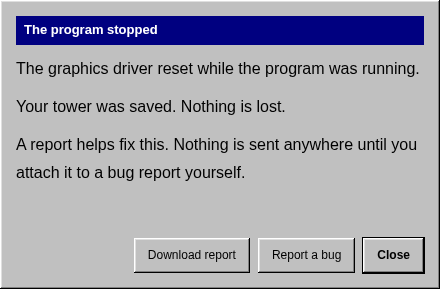 The program stopped
The graphics driver reset while the program was running.
Your tower was saved. Nothing is lost.
A report helps fix this. Nothing is sent anywhere until you
attach it to a bug report yourself.
Download report
Report a bug
Close